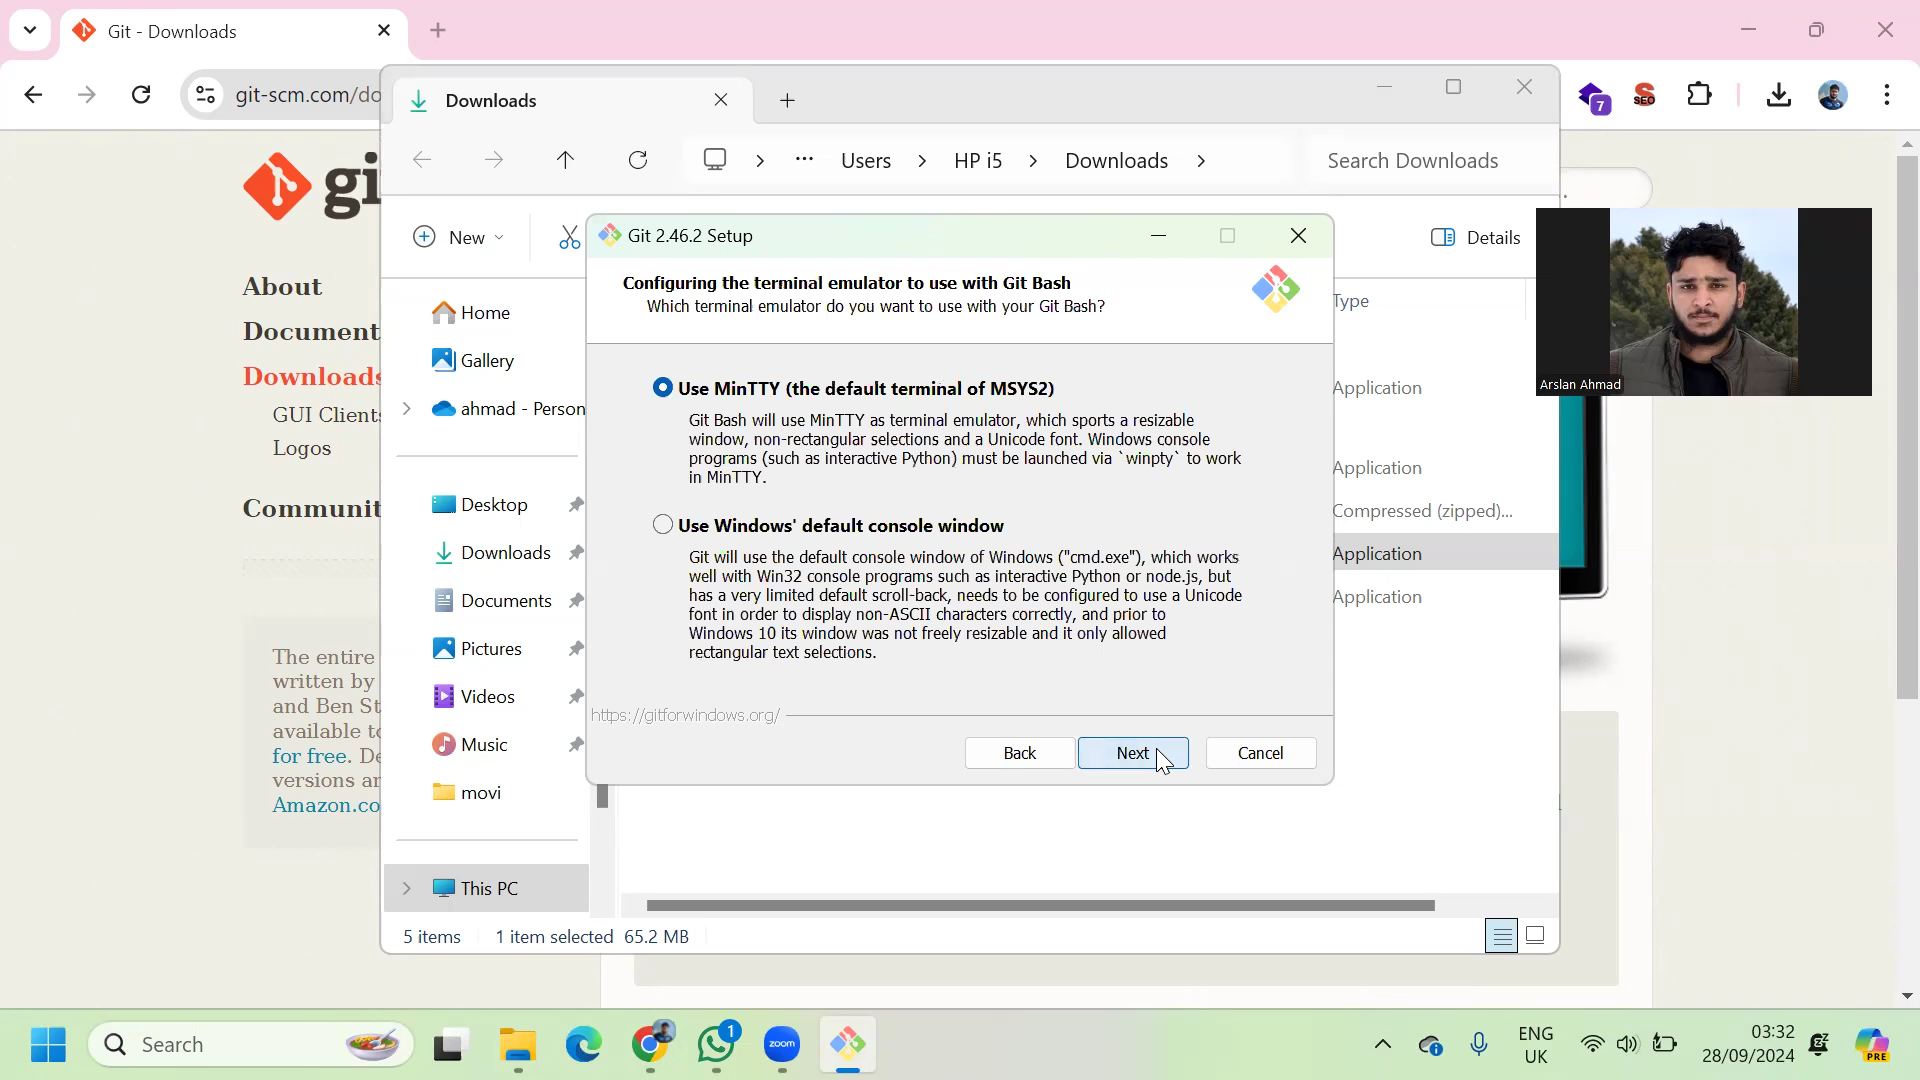 Git - Downloads
git-scm.com/do
7
SEO
Downloads
Users
HP i5
Downloads
Search Downloads
New
Details
git
About
Document
Downloads
GUI Clients
Logos
Communit
The entire
written by
and Ben St
available to
for free. De
versions ar
Amazon.co
Home
Gallery
ahmad - Person
Desktop
Downloads
Documents
Pictures
Videos
Music
movi
This PC
Type
Application
Application
Compressed (zipped)...
Application
Application
Git 2.46.2 Setup
Configuring the terminal emulator to use with Git Bash
Which terminal emulator do you want to use with your Git Bash?
Use MinTTY (the default terminal of MSYS2)
Git Bash will use MinTTY as terminal emulator, which sports a resizable
window, non-rectangular selections and a Unicode font. Windows console
programs (such as interactive Python) must be launched via `winpty` to work
in MinTTY.
Use Windows' default console window
Git will use the default console window of Windows ("cmd.exe"), which works
well with Win32 console programs such as interactive Python or node.js, but
has a very limited default scroll-back, needs to be configured to use a Unicode
font in order to display non-ASCII characters correctly, and prior to
Windows 10 its window was not freely resizable and it only allowed
rectangular text selections.
https://gitforwindows.org/
Back
Next
Cancel
Arslan Ahmad
5 items
1 item selected 65.2 MB
Search
1
zoom
ENG
UK
03:32
28/09/2024
PRE